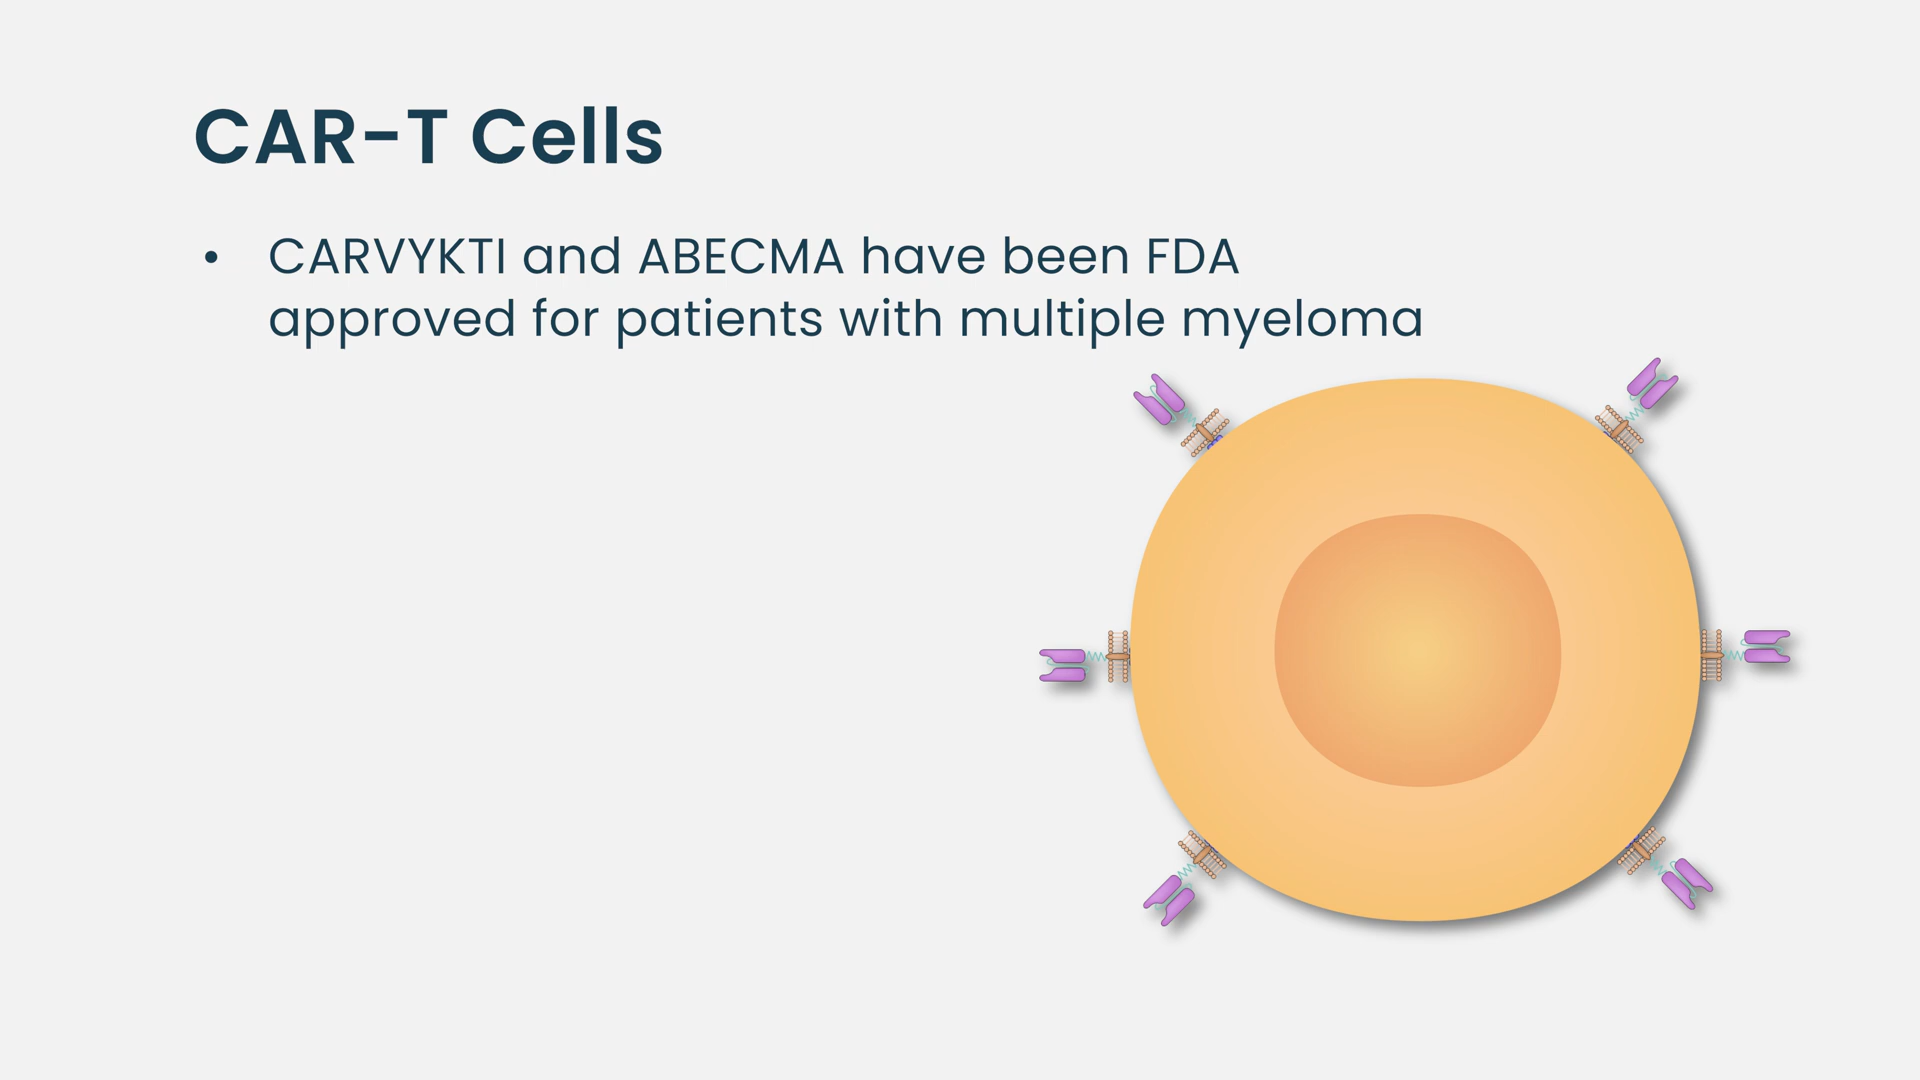 CAR-T Cells
• CARVYKTI and ABECMA have been FDA
approved for patients with multiple myeloma